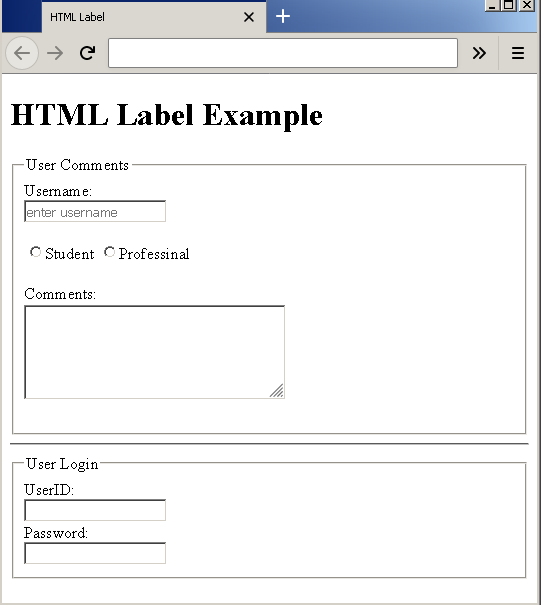 HTML Label
HTML Label Example
User Comments
Username:
enter username
Student Professinal
Comments:
User Login
UserID:
Password: